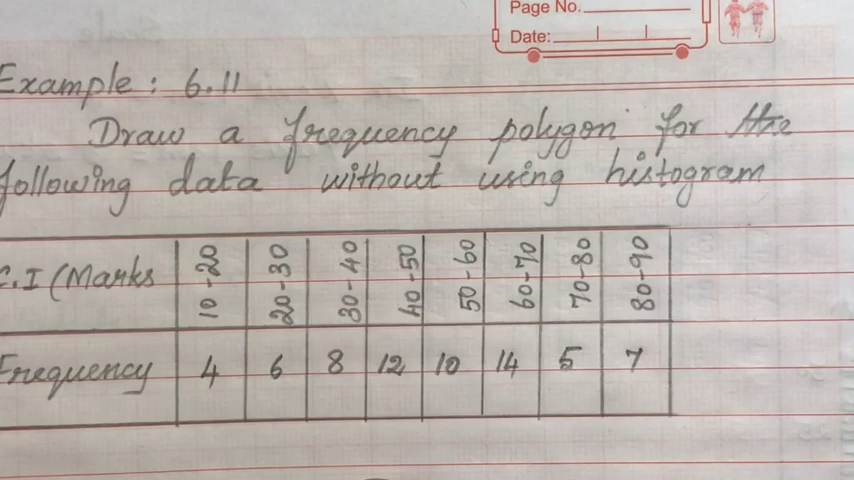 Page No.
Date:
Example: 6.11
Draw a frequency polygon for the
following data without using histogram
C.I (Marks 10-20 20-30 30-40 40-50 50-60 60-70 70-80 80-90
Frequency 4 6 8 12 10 14 5 7